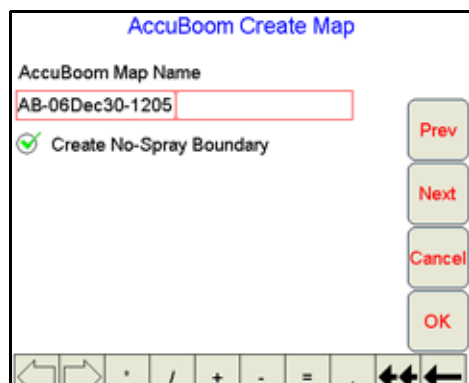 AccuBoom Create Map
AccuBoom Map Name
AB-06Dec30-1205
Create No-Spray Boundary
Prev
Next
Cancel
OK
/ + - =